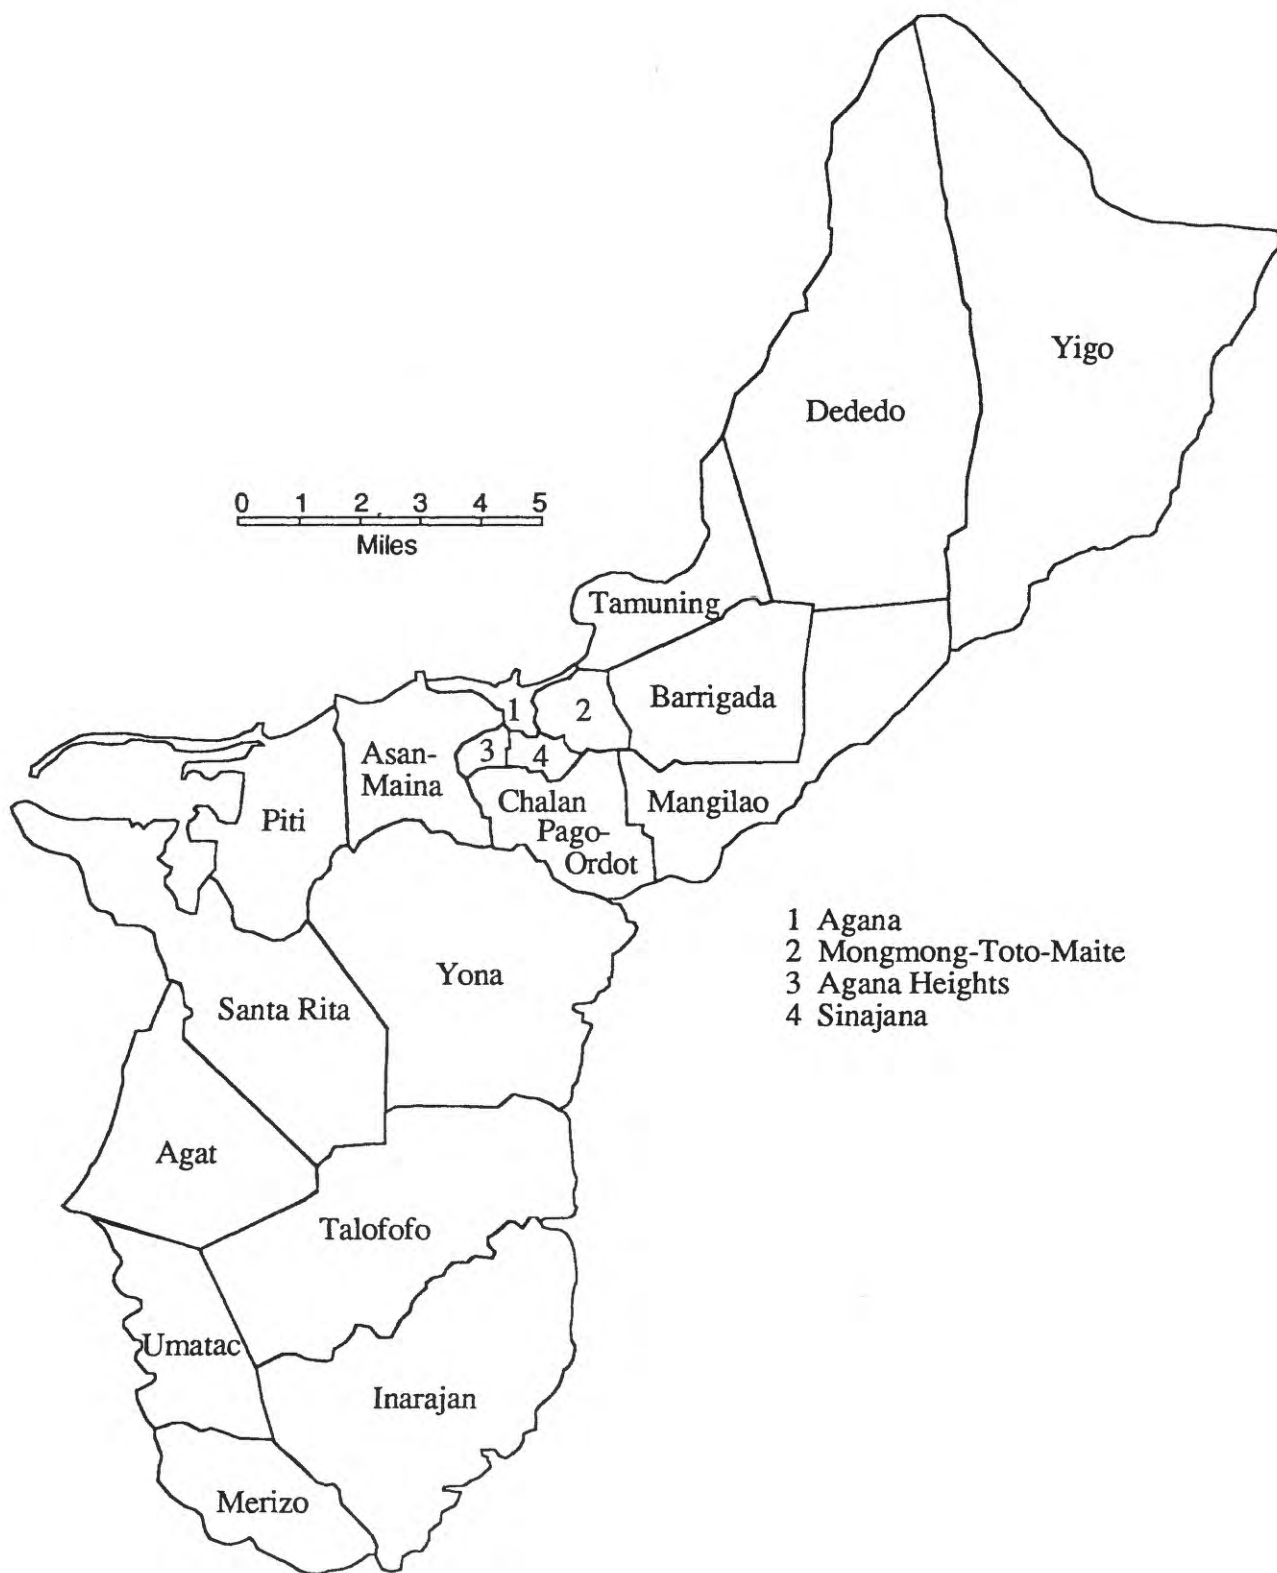 Yigo
Dededo
0 1 2 3 4 5
Miles
Tamuning
Barrigada
1
2
3
4
Asan-
Maina
Piti
Chalan
Pago-
Ordot
Mangilao
1 Agana
2 Mongmong-Toto-Maite
3 Agana Heights
4 Sinajana
Yona
Santa Rita
Agat
Talofofo
Umatac
Inarajan
Merizo